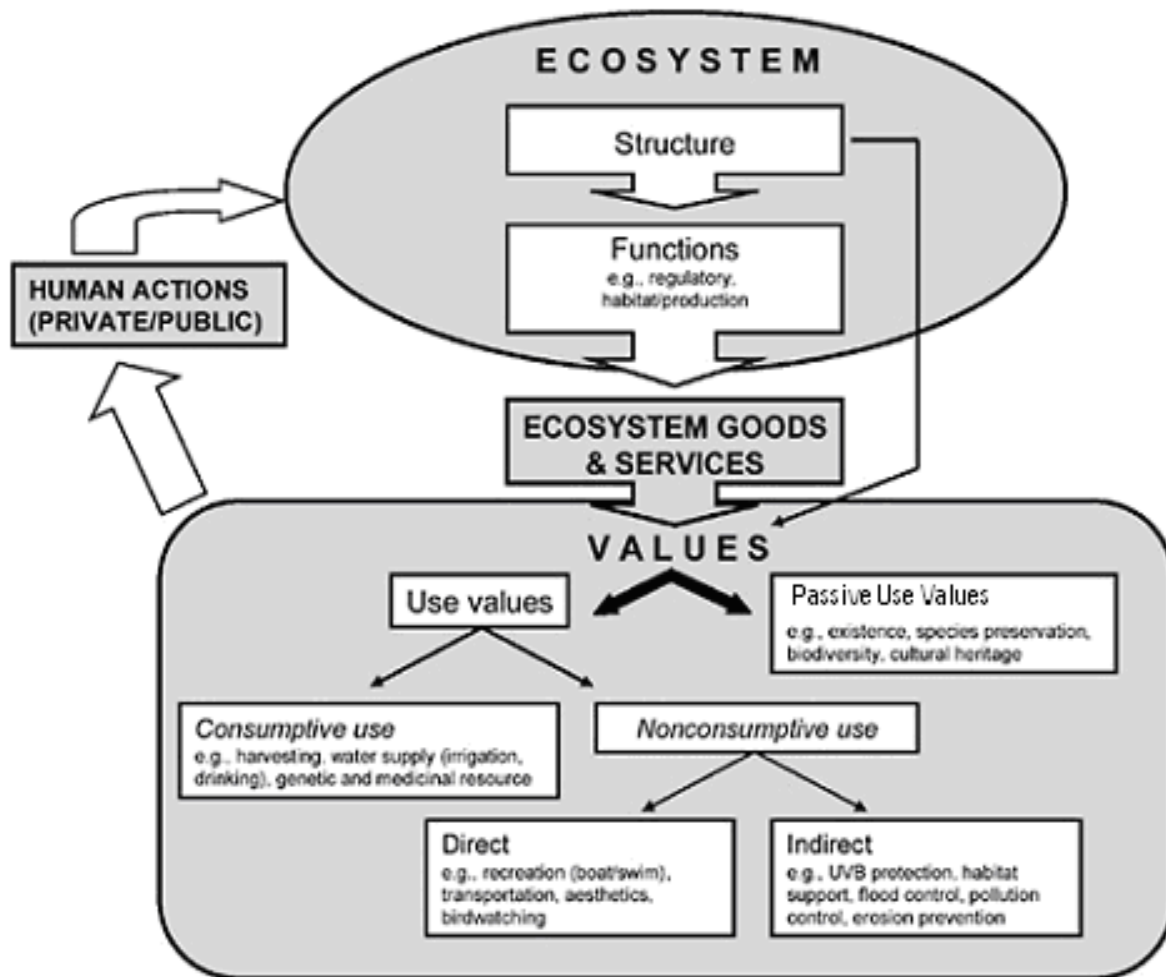 ECOSYSTEM
Structure
Functions
e.g., regulatory,
habitat/production
HUMAN ACTIONS
(PRIVATE/PUBLIC)
ECOSYSTEM GOODS
& SERVICES
VALUES
Use values
Passive Use Values
e.g., existence, species preservation,
biodiversity, cultural heritage
Consumptive use
e.g., harvesting, water supply (irrigation,
drinking), genetic and medicinal resource
Nonconsumptive use
Direct
e.g., recreation (boat/swim),
transportation, aesthetics,
birdwatching
Indirect
e.g., UVB protection, habitat
support, flood control, pollution
control, erosion prevention